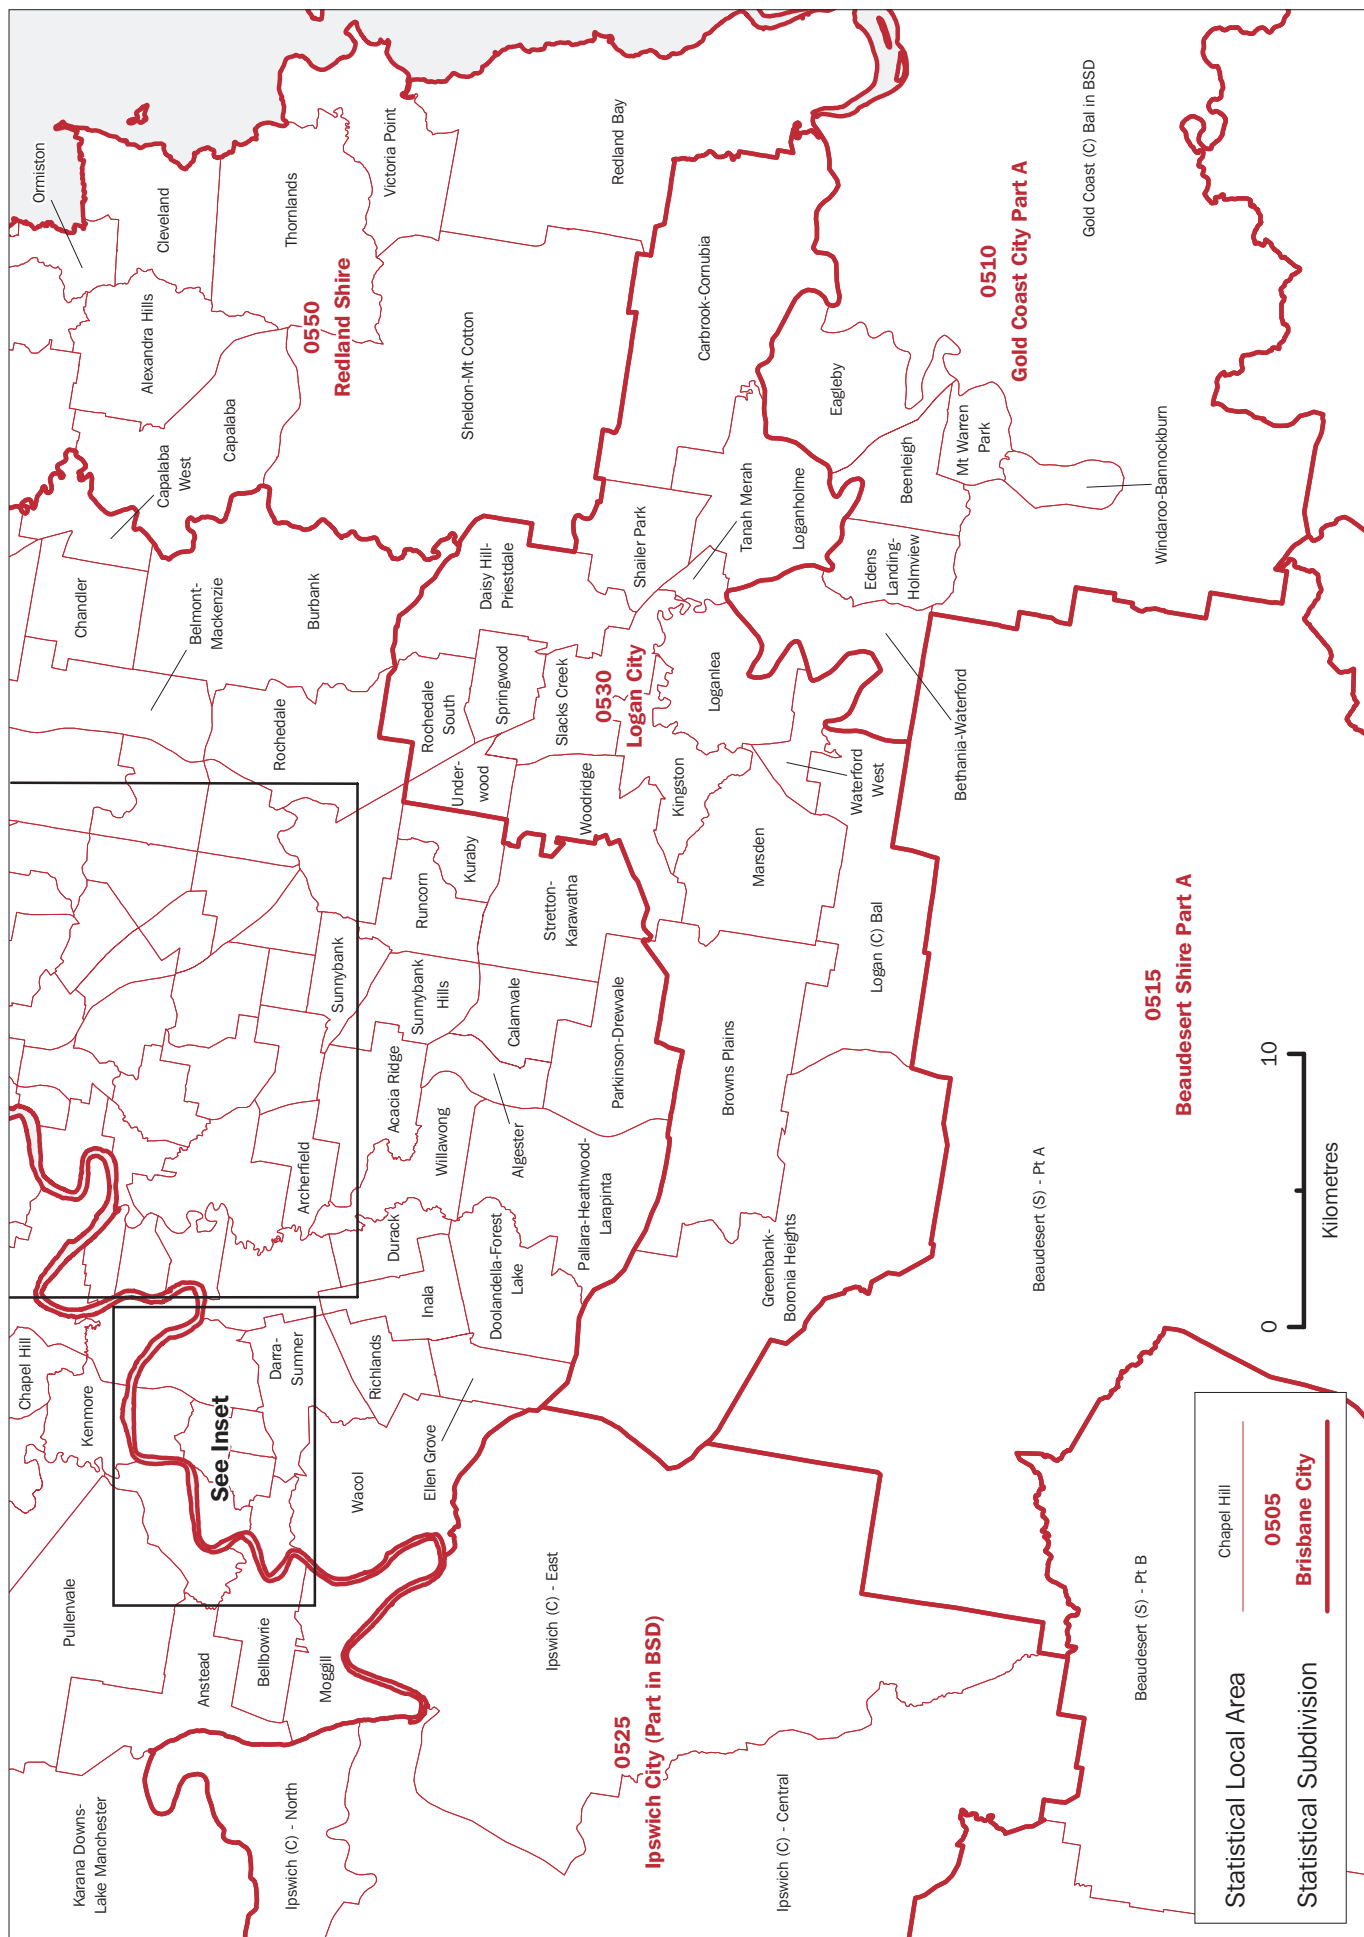 Karana Downs-
Lake Manchester
Pullenvale
Kenmore
Chapel Hill
Chandler
Ormiston
Anstead
Bellbowrie
Moggill
See Inset
Darra-
Sumner
Belmont-
Mackenzie
Capalaba
West
Alexandra Hills
Cleveland
Capalaba
Burbank
Rochedale
Thornlands
0550
Redland Shire
Victoria Point
Ipswich (C) - North
Wacol
Richlands
Archerfield
Sunnybank
Durack
Acacia Ridge
Inala
Ellen Grove
Willawong
Sunnybank
Hills
Runcorn
Kuraby
Rochedale
South
Under-
wood
Springwood
Daisy Hill-
Priestdale
Sheldon-Mt Cotton
Redland Bay
Doolandella-Forest
Lake
Algester
Calamvale
Stretton-
Karawatha
Slacks Creek
Woodridge
Pallara-Heathwood-
Larapinta
Parkinson-Drewvale
0530
Logan City
Shailer Park
Carbrook-Cornubia
Ipswich (C) - East
0525
Ipswich City (Part in BSD)
Kingston
Loganlea
Tanah Merah
Loganholme
Browns Plains
Marsden
Greenbank-
Boronia Heights
Ipswich (C) - Central
Logan (C) Bal
Waterford
West
Edens
Landing-
Holmview
Beenleigh
Eagleby
Bethania-Waterford
Mt Warren
Park
0510
Gold Coast City Part A
Gold Coast (C) Bal in BSD
Windaroo-Bannockburn
Beaudesert (S) - Pt A
0515
Beaudesert Shire Part A
Beaudesert (S) - Pt B
0
10
Kilometres
Statistical Local Area
Chapel Hill
Statistical Subdivision
0505
Brisbane City